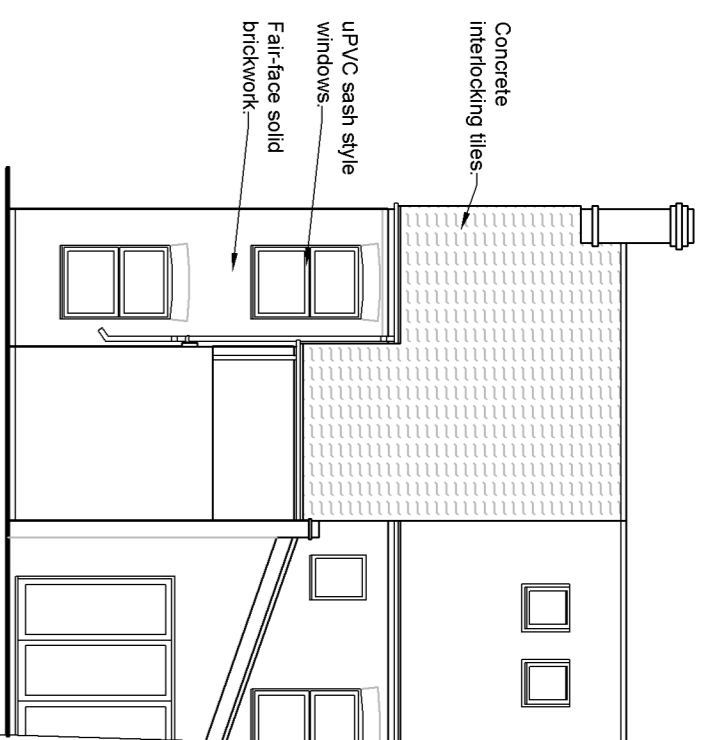 Concrete
interlocking tiles.
uPVC sash style
windows.
Fair-face solid
brickwork.